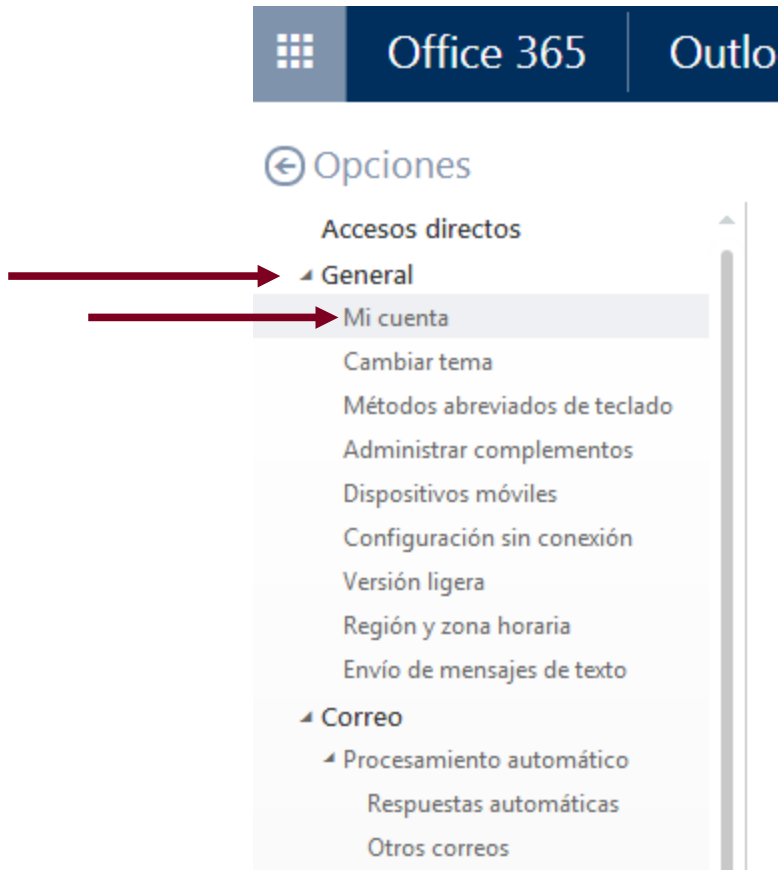 Office 365 Outlo
Opciones
Accesos directos
General
Mi cuenta
Cambiar tema
Métodos abreviados de teclado
Administrar complementos
Dispositivos móviles
Configuración sin conexión
Versión ligera
Región y zona horaria
Envío de mensajes de texto
Correo
Procesamiento automático
Respuestas automáticas
Otros correos